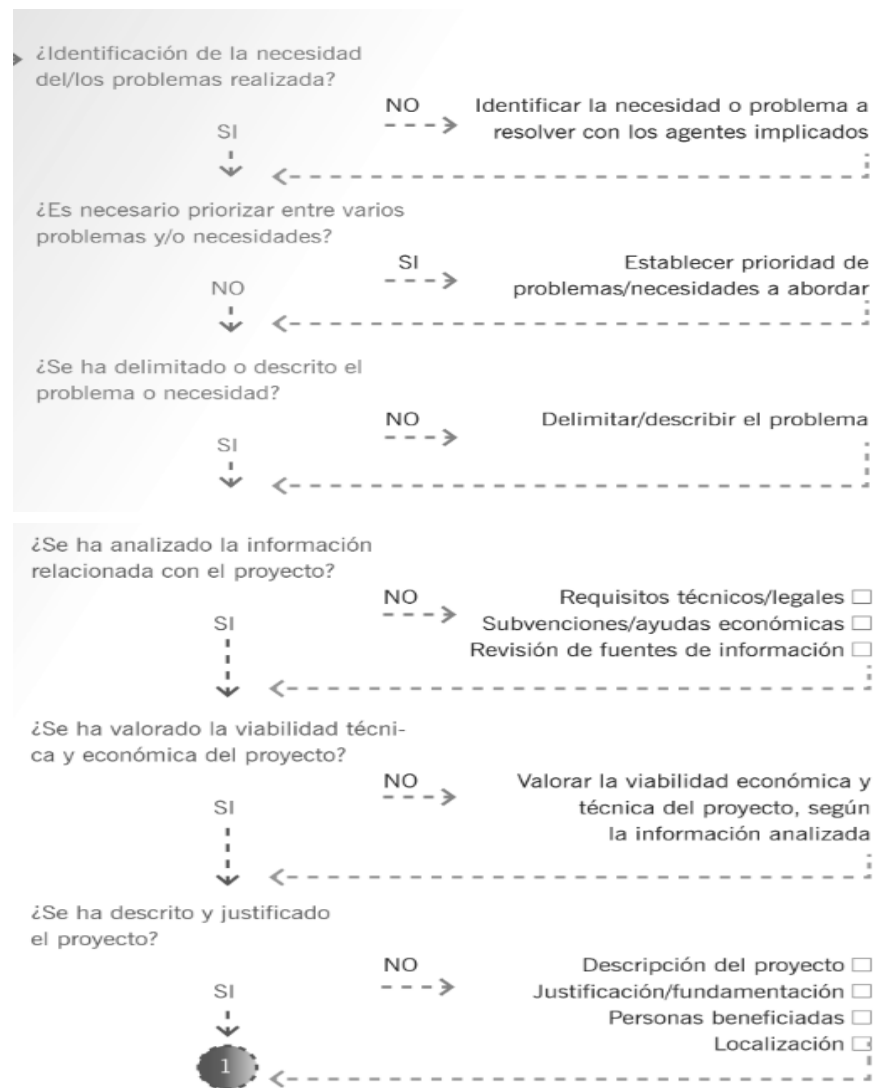 ¿Identificación de la necesidad
del/los problemas realizada?
NO
Identificar la necesidad o problema a
resolver con los agentes implicados
SI
¿Es necesario priorizar entre varios
problemas y/o necesidades?
SI
Establecer prioridad de
problemas/necesidades a abordar
NO
¿Se ha delimitado o descrito el
problema o necesidad?
NO
Delimitar/describir el problema
SI
¿Se ha analizado la información
relacionada con el proyecto?
NO
Requisitos técnicos/legales
Subvenciones/ayudas económicas
Revisión de fuentes de información
SI
¿Se ha valorado la viabilidad técni-
ca y económica del proyecto?
NO
Valorar la viabilidad económica y
técnica del proyecto, según
la información analizada
SI
¿Se ha descrito y justificado
el proyecto?
NO
Descripción del proyecto
Justificación/fundamentación
Personas beneficiadas
Localización
SI
1